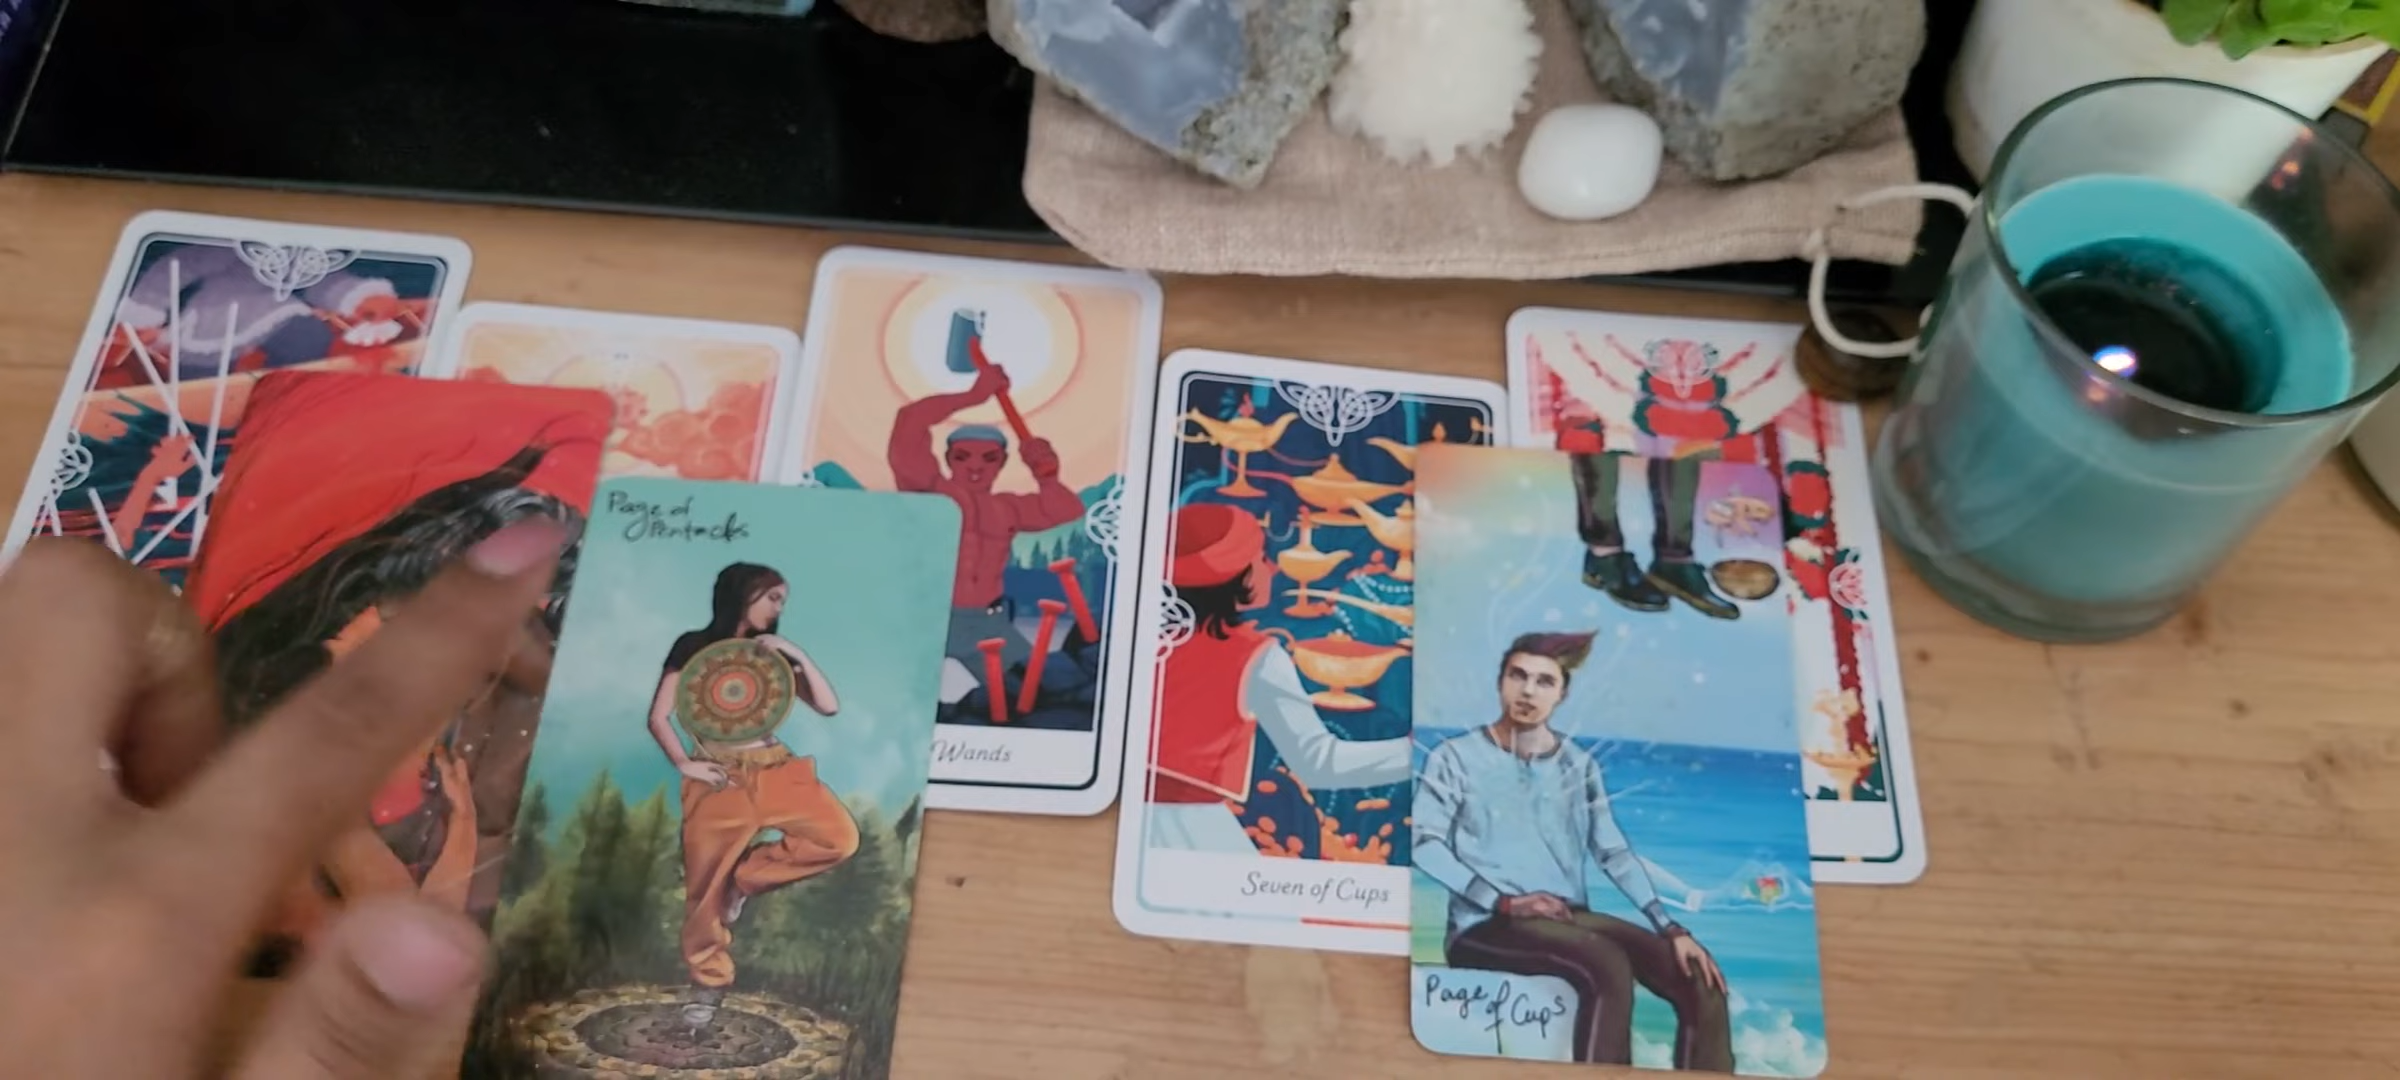 Page of
Pentacles
Wands
Seven of Cups
Page of Cups